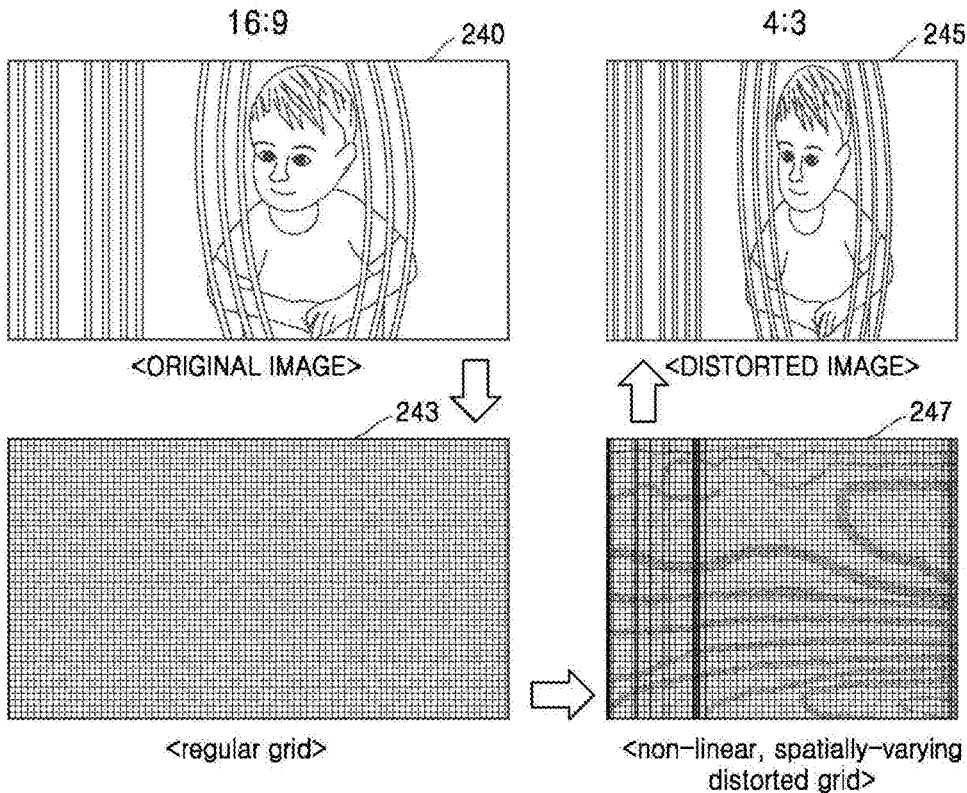 16:9
4:3
240
245
<ORIGINAL IMAGE>
<DISTORTED IMAGE>
243
247
<regular grid>
<non-linear, spatially-varying
distorted grid>